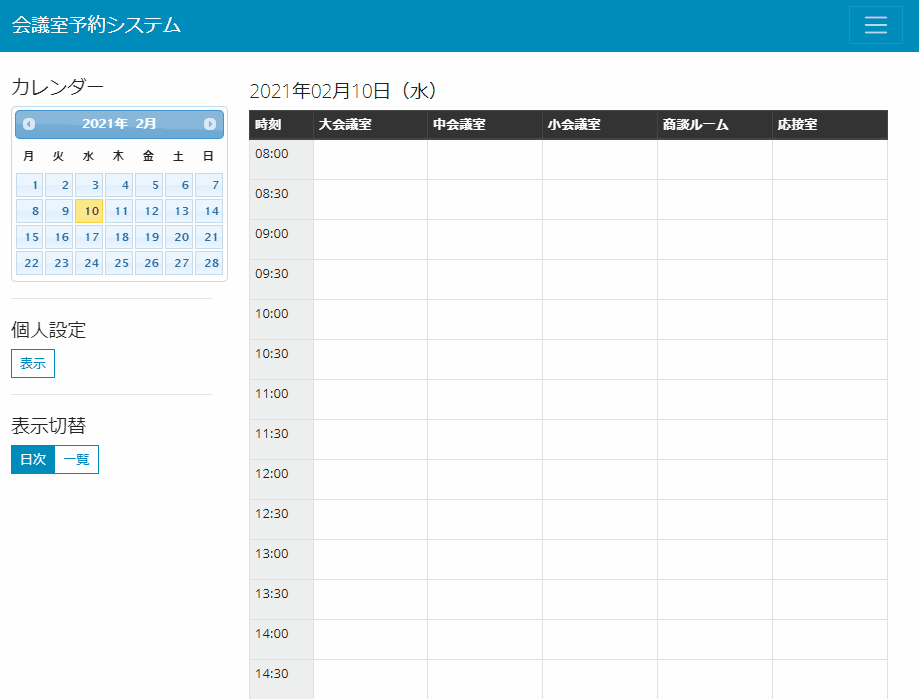 会議室予約システム
カレンダー
2021年 2月
月 火 水 木 金 土 日
1 2 3 4 5 6 7
8 9 10 11 12 13 14
15 16 17 18 19 20 21
22 23 24 25 26 27 28
個人設定
表示
表示切替
日次 一覧
2021年02月10日（水）
時刻 大会議室 中会議室 小会議室 商談ルーム 応接室
08:00
08:30
09:00
09:30
10:00
10:30
11:00
11:30
12:00
12:30
13:00
13:30
14:00
14:30